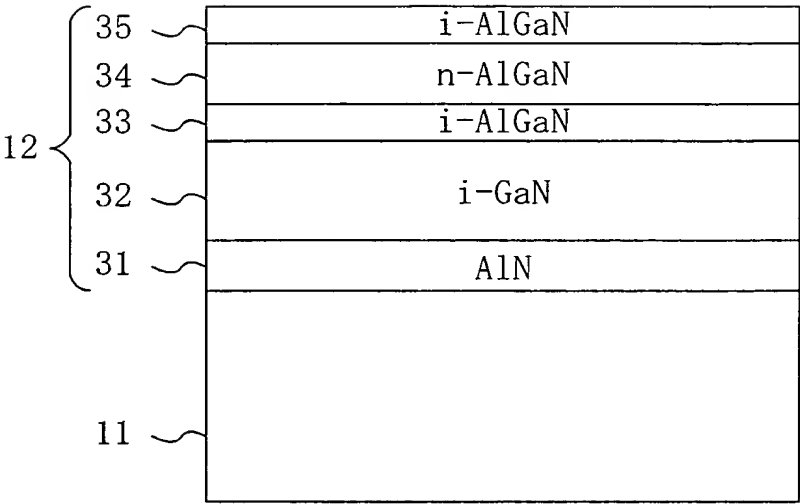 35 i-AlGaN
34 n-AlGaN
33 i-AlGaN
12
32 i-GaN
31 AlN
11